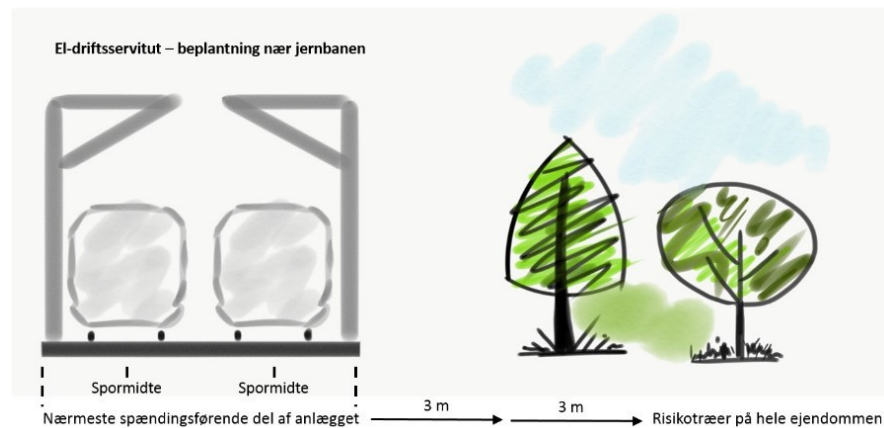 El-driftsservitut – beplantning nær jernbanen
Spormidte Spormidte
Nærmeste spændingsførende del af anlægget 3 m 3 m Risikotræer på hele ejendommen